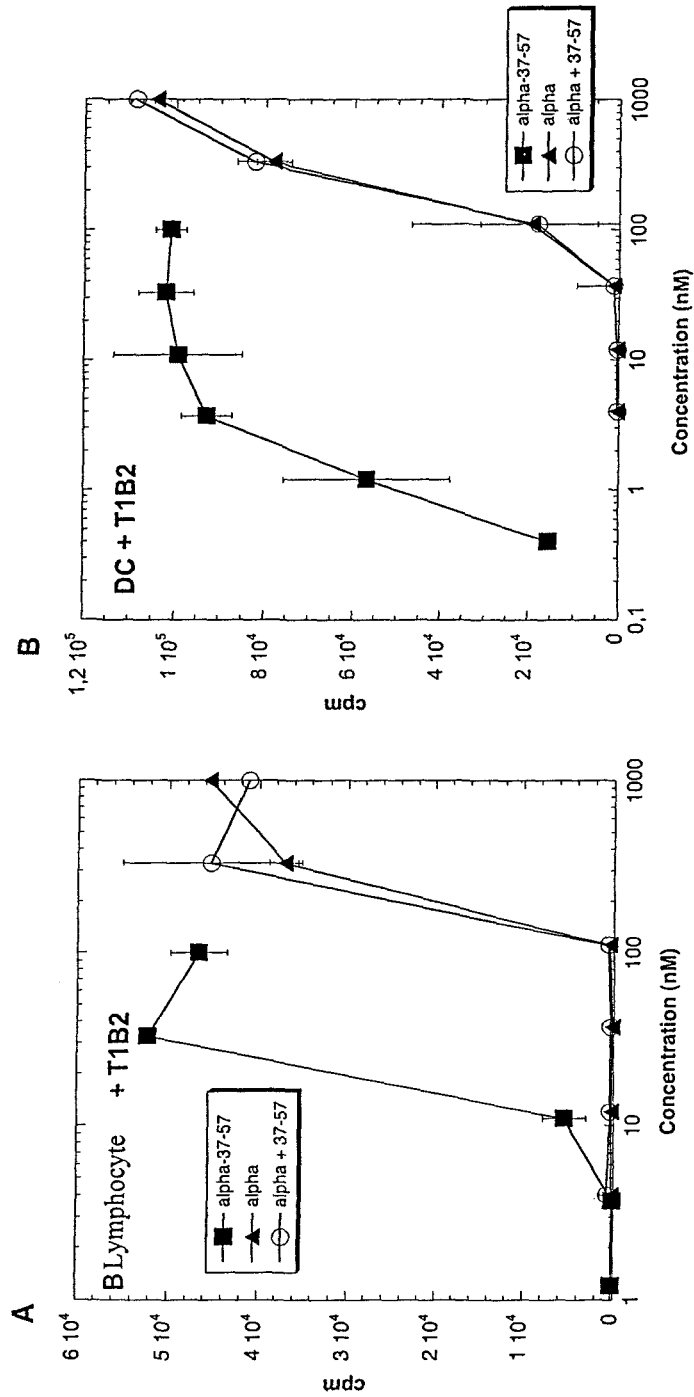 A
BLymphocyte + T1B2
6 10⁴
5 10⁴
4 10⁴
3 10⁴
2 10⁴
1 10⁴
0
cpm
alpha-37-57
alpha
alpha + 37-57
1
10
100
1000
Concentration (nM)
B
DC + T1B2
1,2 10⁵
1 10⁵
8 10⁴
6 10⁴
4 10⁴
2 10⁴
0
cpm
0,1
1
10
100
1000
Concentration (nM)
alpha-37-57
alpha
alpha + 37-57